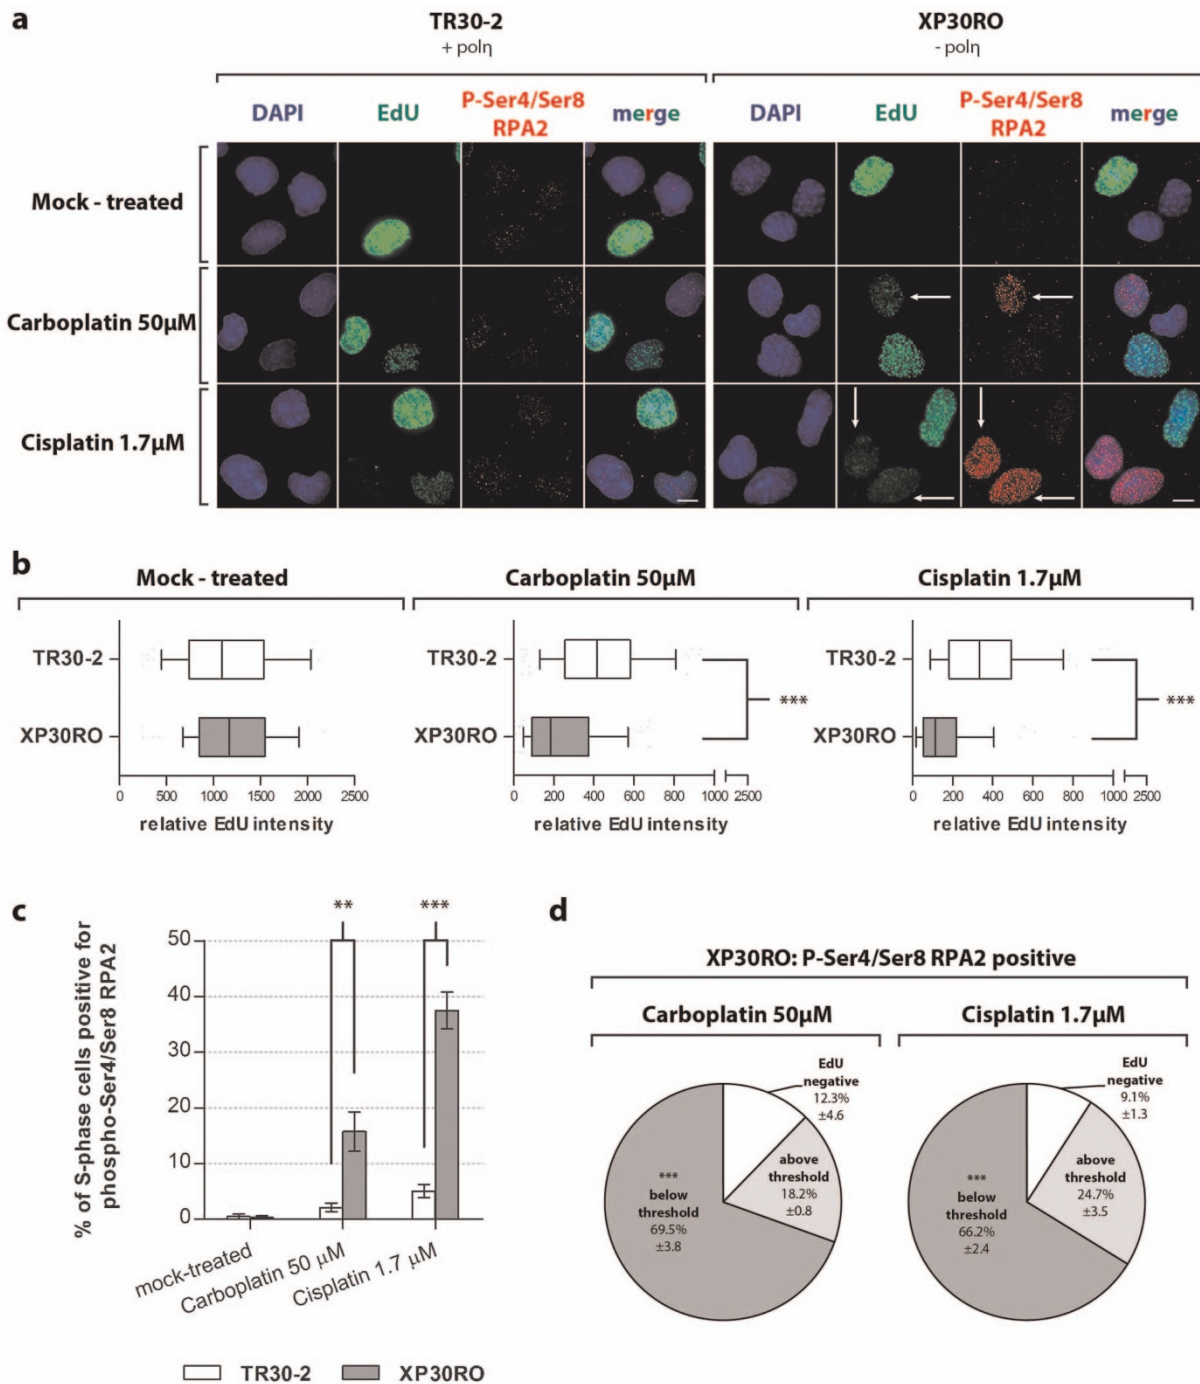 a
TR30-2
+ polη
XP30RO
- polη
DAPI
EdU
P-Ser4/Ser8
RPA2
merge
DAPI
EdU
P-Ser4/Ser8
RPA2
merge
Mock - treated
Carboplatin 50μM
Cisplatin 1.7μM
b
Mock - treated
Carboplatin 50μM
Cisplatin 1.7μM
TR30-2
XP30RO
0 500 1000 1500 2000 2500
relative EdU intensity
TR30-2
XP30RO
***
0 200 400 600 800 1000 2500
relative EdU intensity
TR30-2
XP30RO
***
0 200 400 600 800 1000 2500
relative EdU intensity
c
% of S-phase cells positive for
phospho-Ser4/Ser8 RPA2
** ***
50
40
30
20
10
0
mock-treated
Carboplatin 50 μM
Cisplatin 1.7 μM
TR30-2 XP30RO
d
XP30RO: P-Ser4/Ser8 RPA2 positive
Carboplatin 50μM
EdU
negative
12.3%
±4.6
above
threshold
18.2%
±0.8
***
below
threshold
69.5%
±3.8
Cisplatin 1.7μM
EdU
negative
9.1%
±1.3
above
threshold
24.7%
±3.5
***
below
threshold
66.2%
±2.4